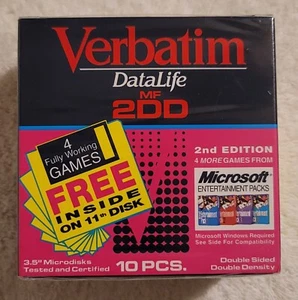 Verbatim
DataLife
MF
2DD
4
Fully Working
GAMES
FREE
INSIDE
ON 11th DISK
2nd EDITION
4 MORE GAMES FROM
Microsoft
ENTERTAINMENT PACKS
Microsoft Windows Required
See Side For Compatibility
3.5" Microdisks
Tested and Certified
10 PCS.
Double Sided
Double Density